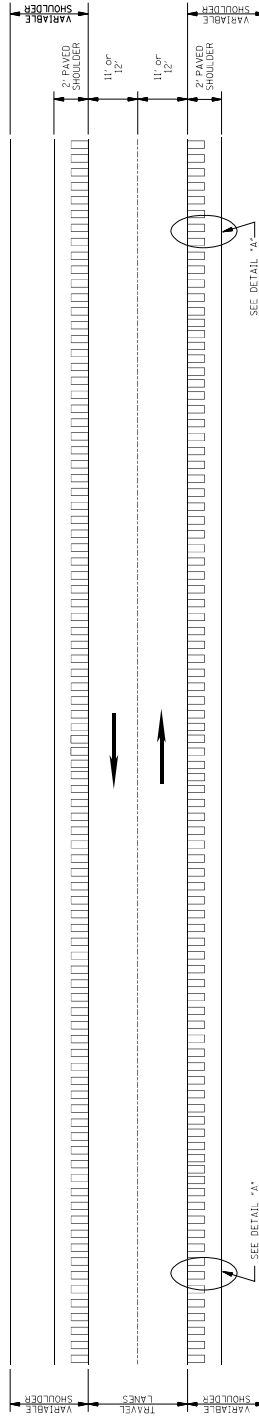 VARIABLE
SHOULDER
2' PAVED
SHOULDER
11' or
12'
11' or
12'
2' PAVED
SHOULDER
VARIABLE
SHOULDER
SEE DETAIL "A"
SEE DETAIL "A"
VARIABLE
SHOULDER
TRAVEL
LANES
VARIABLE
SHOULDER